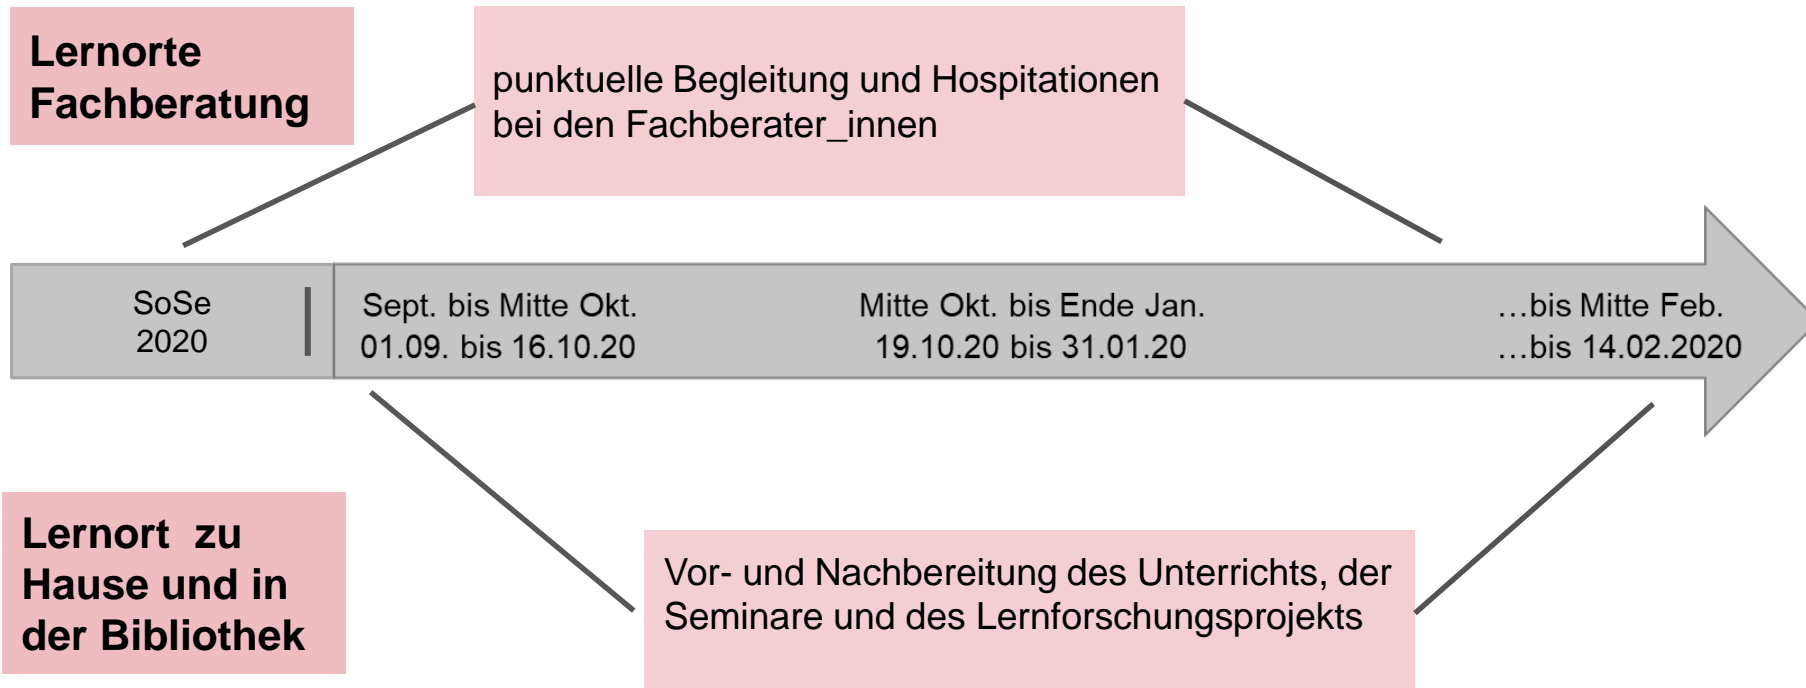 Lernorte
Fachberatung
punktuelle Begleitung und Hospitationen
bei den Fachberater_innen
SoSe
2020
Sept. bis Mitte Okt.
01.09. bis 16.10.20
Mitte Okt. bis Ende Jan.
19.10.20 bis 31.01.20
…bis Mitte Feb.
…bis 14.02.2020
Lernort zu
Hause und in
der Bibliothek
Vor- und Nachbereitung des Unterrichts, der
Seminare und des Lernforschungsprojekts